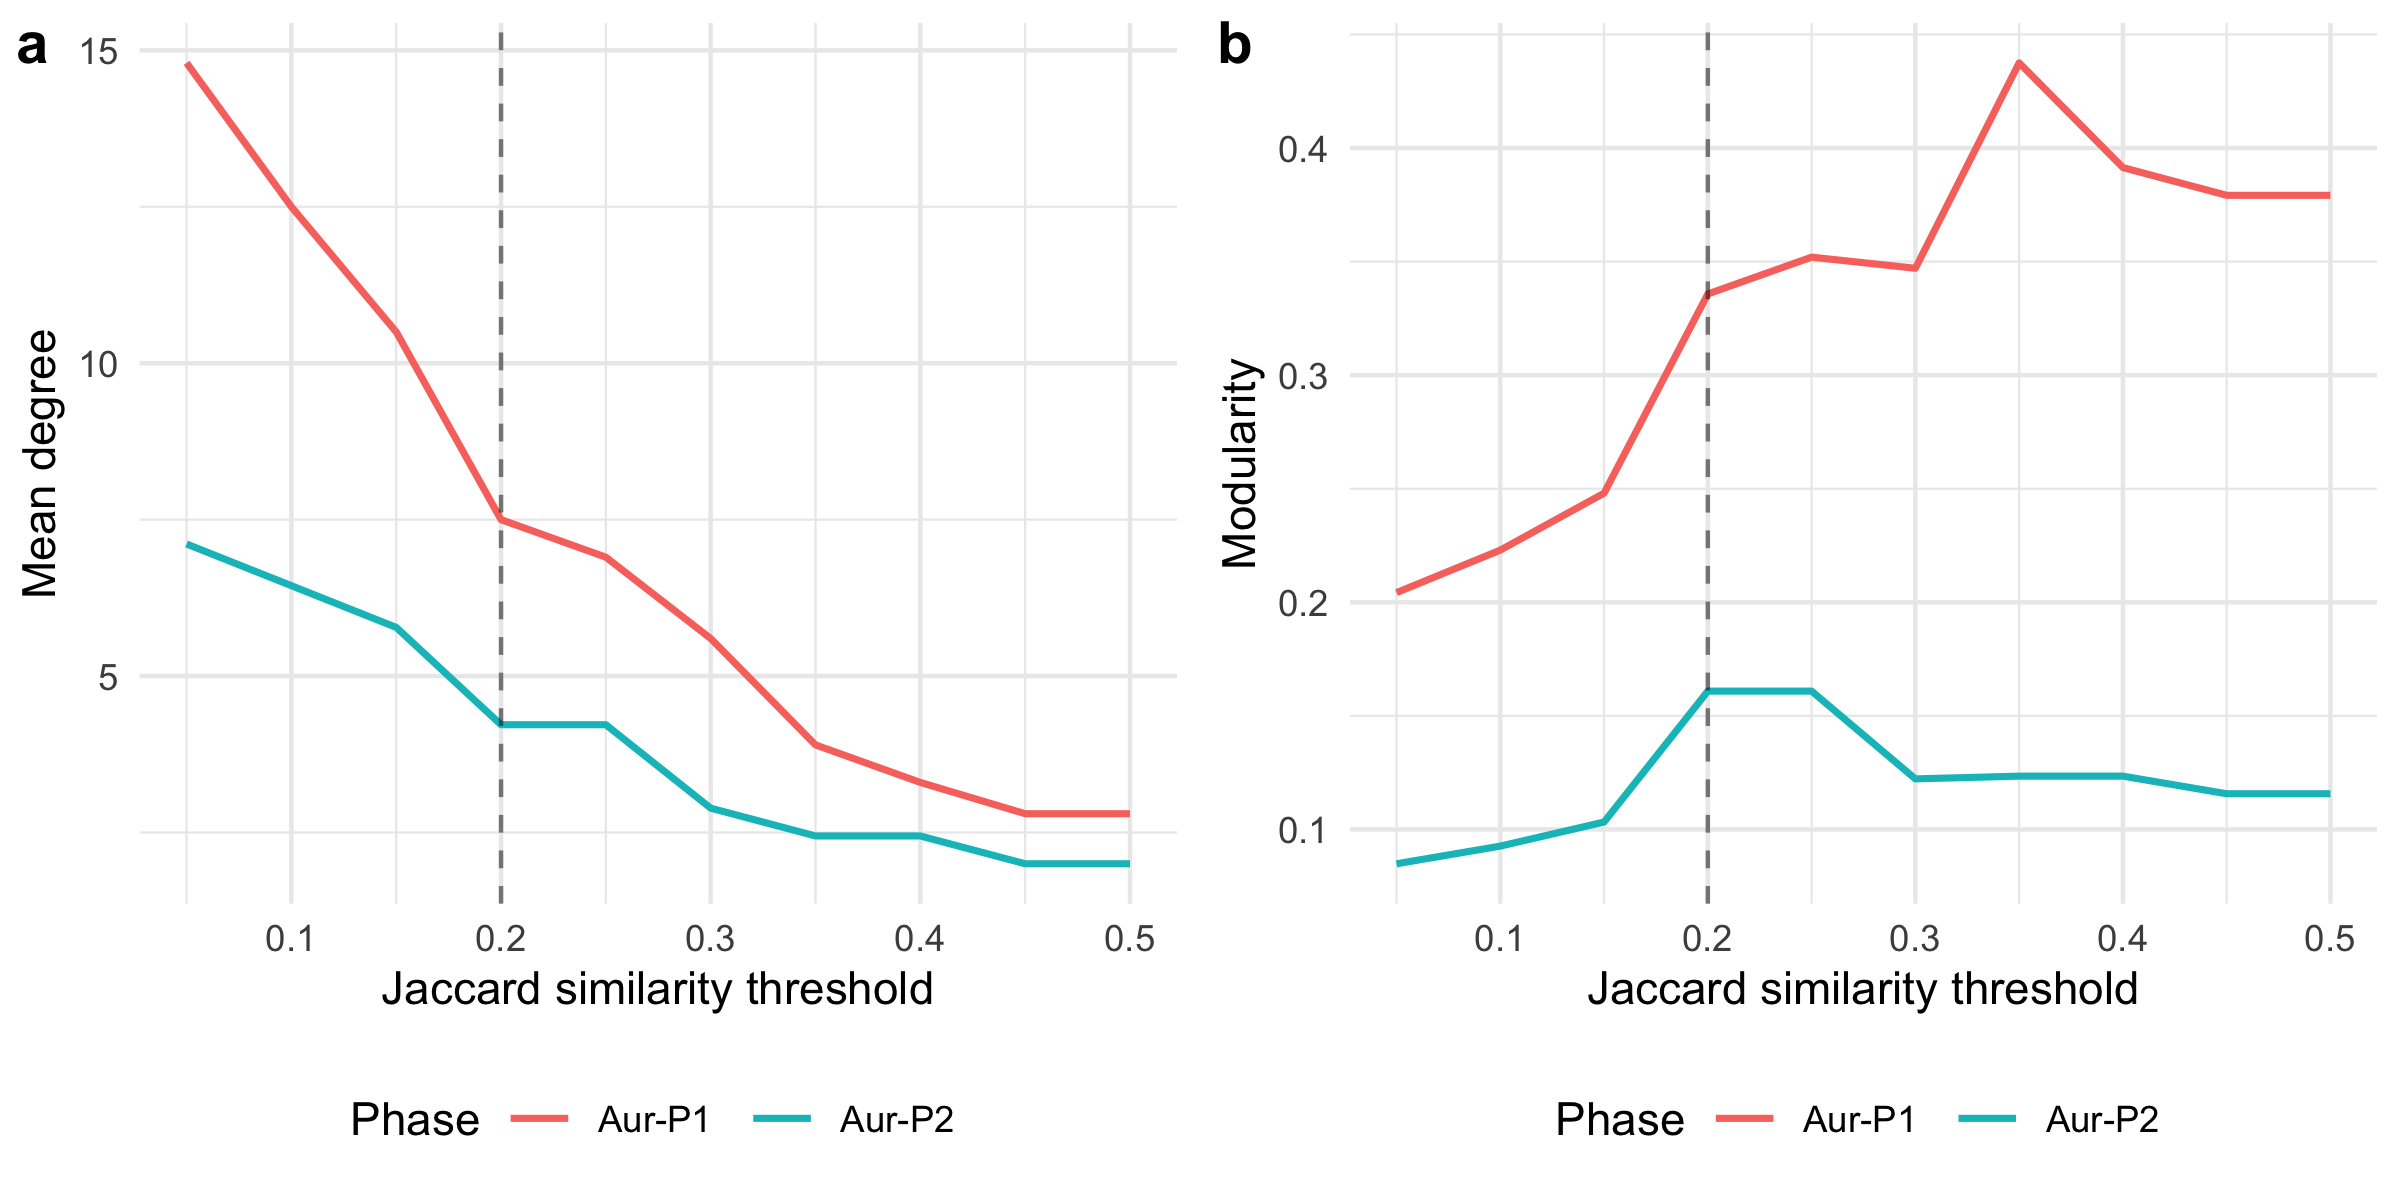 a
15
10
5
Mean degree
0.1 0.2 0.3 0.4 0.5
Jaccard similarity threshold
Phase Aur-P1 Aur-P2
b
0.4
0.3
0.2
0.1
Modularity
0.1 0.2 0.3 0.4 0.5
Jaccard similarity threshold
Phase Aur-P1 Aur-P2